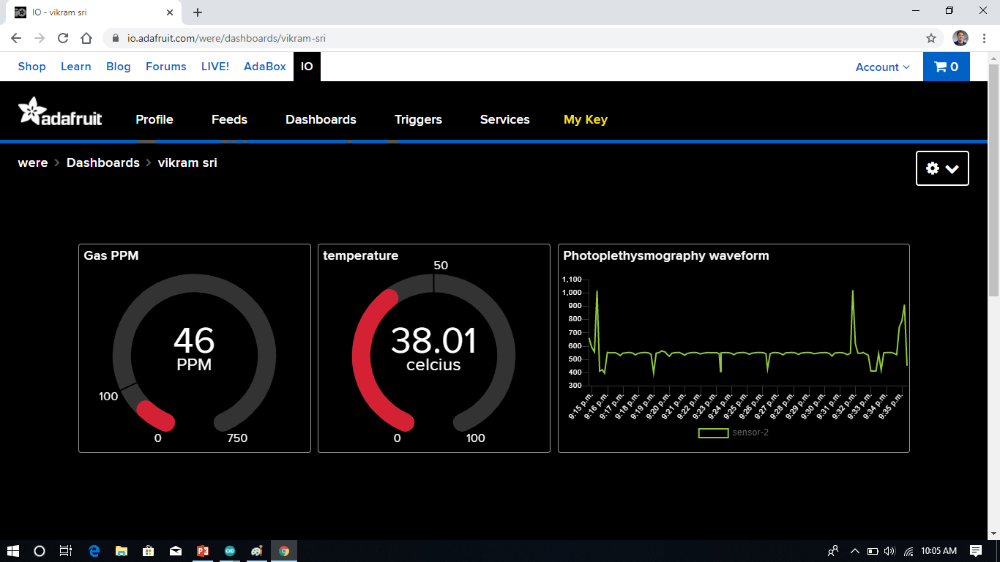 IO - vikram sri
io.adafruit.com/were/dashboards/vikram-sri
Shop Learn Blog Forums LIVE! AdaBox IO Account 0
adafruit Profile Feeds Dashboards Triggers Services My Key
were > Dashboards > vikram sri
Gas PPM
46
PPM
100
0
750
temperature
50
38.01
celcius
0
100
Photoplethysmography waveform
1,100
1,000
900
800
700
600
500
400
300
9:15 p.m.
9:16 p.m.
9:17 p.m.
9:18 p.m.
9:19 p.m.
9:20 p.m.
9:21 p.m.
9:22 p.m.
9:23 p.m.
9:24 p.m.
9:25 p.m.
9:26 p.m.
9:27 p.m.
9:28 p.m.
9:29 p.m.
9:30 p.m.
9:31 p.m.
9:32 p.m.
9:33 p.m.
9:34 p.m.
9:35 p.m.
sensor-2
10:05 AM